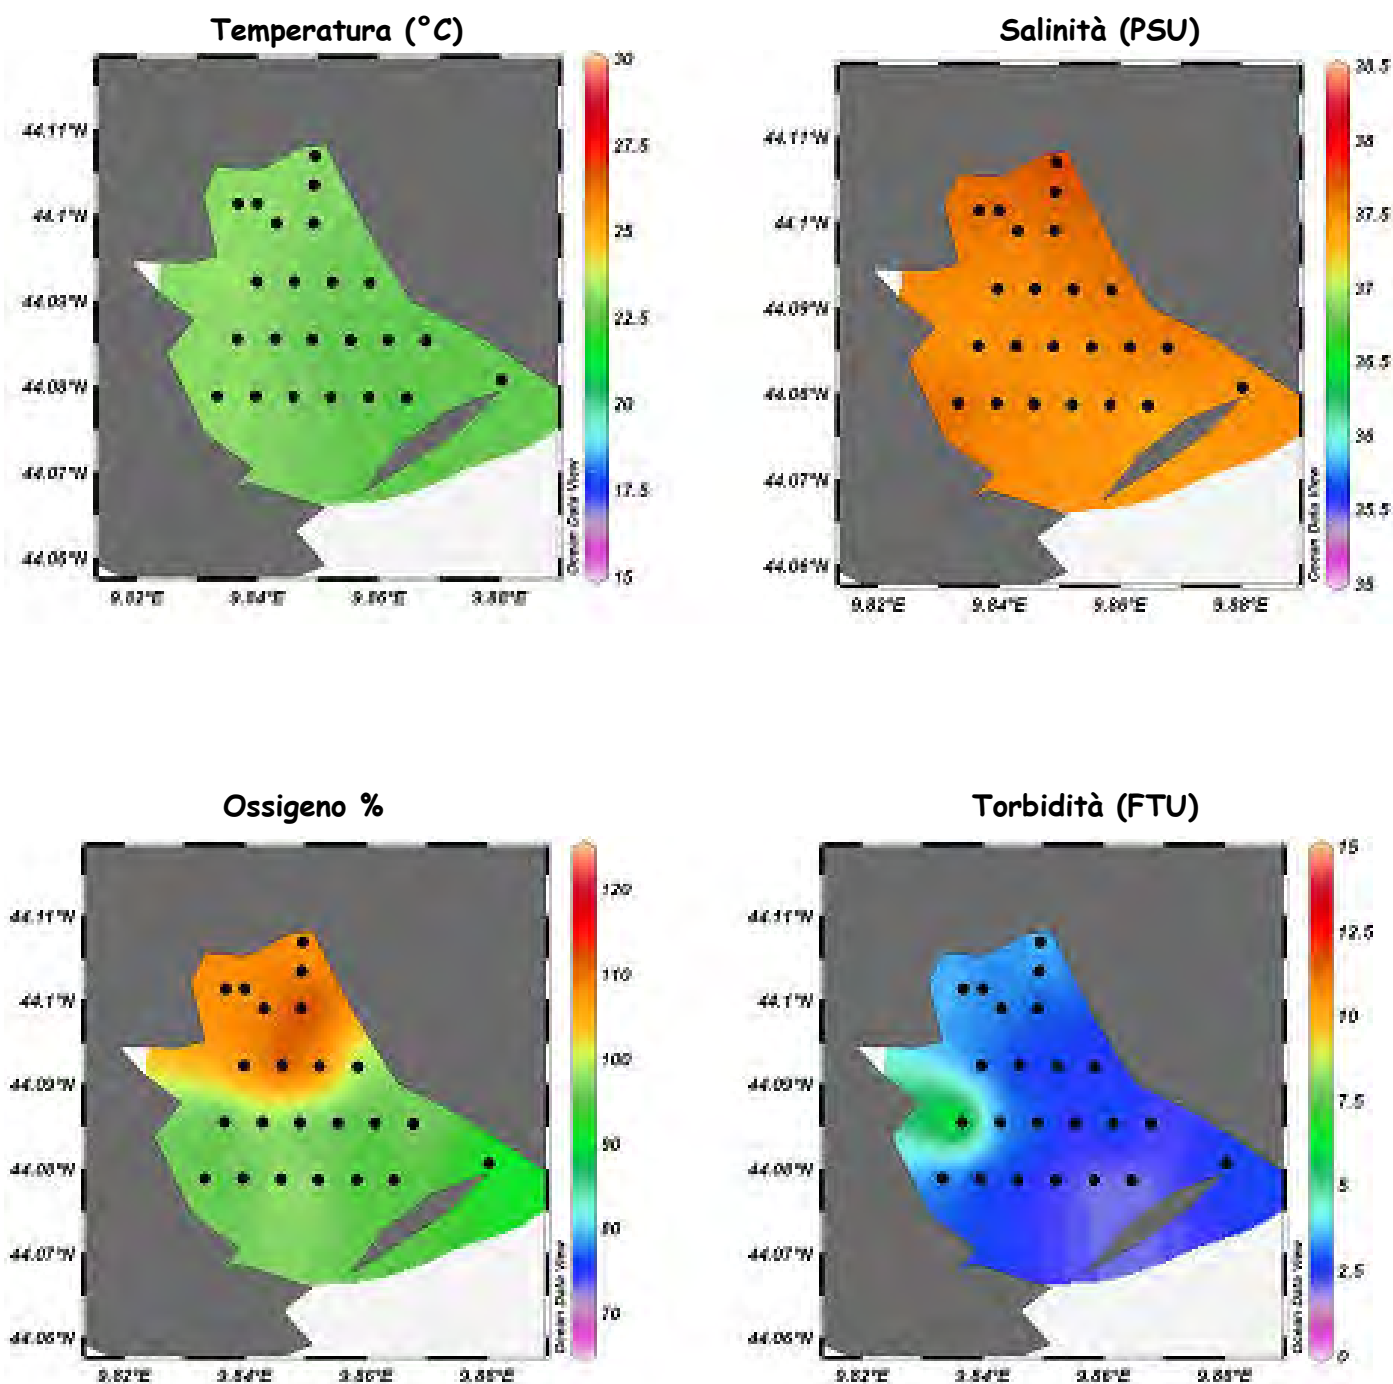 Temperatura (°C)
Salinità (PSU)
30
27.5
25
22.5
20
17.5
15
44.11°N
44.1°N
44.09°N
44.08°N
44.07°N
44.06°N
9.82°E 9.84°E 9.86°E 9.88°E
Ocean Data View
38.5
38
37.5
37
36.5
36
35.5
35
44.11°N
44.1°N
44.09°N
44.08°N
44.07°N
44.06°N
9.82°E 9.84°E 9.86°E 9.88°E
Ocean Data View
Ossigeno %
Torbidità (FTU)
120
110
100
90
80
70
44.11°N
44.1°N
44.09°N
44.08°N
44.07°N
44.06°N
9.82°E 9.84°E 9.86°E 9.88°E
Ocean Data View
15
12.5
10
7.5
5
2.5
0
44.11°N
44.1°N
44.09°N
44.08°N
44.07°N
44.06°N
9.82°E 9.84°E 9.86°E 9.88°E
Ocean Data View